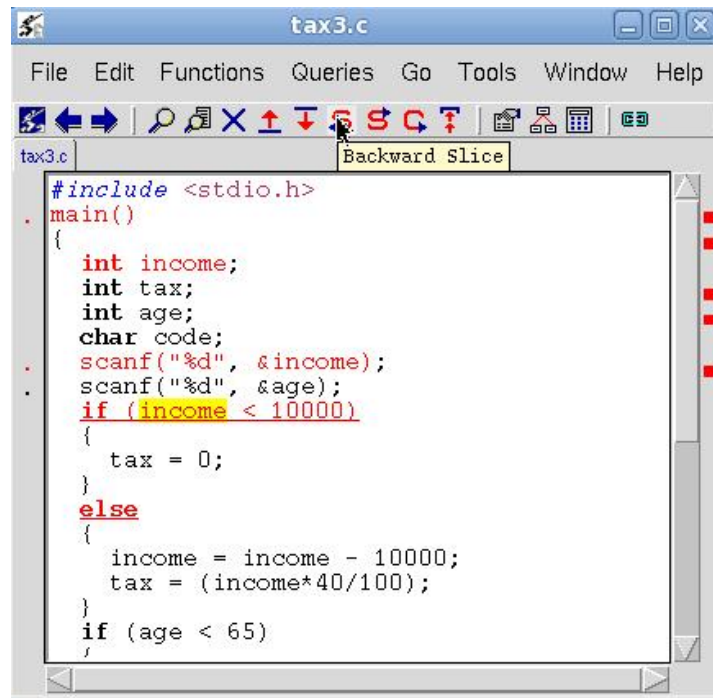 tax3.c
File Edit Functions Queries Go Tools Window Help
tax3.c
Backward Slice
#include <stdio.h>
main()
{
int income;
int tax;
int age;
char code;
scanf("%d", &income);
scanf("%d", &age);
if (income < 10000)
{
tax = 0;
}
else
{
income = income - 10000;
tax = (income*40/100);
}
if (age < 65)